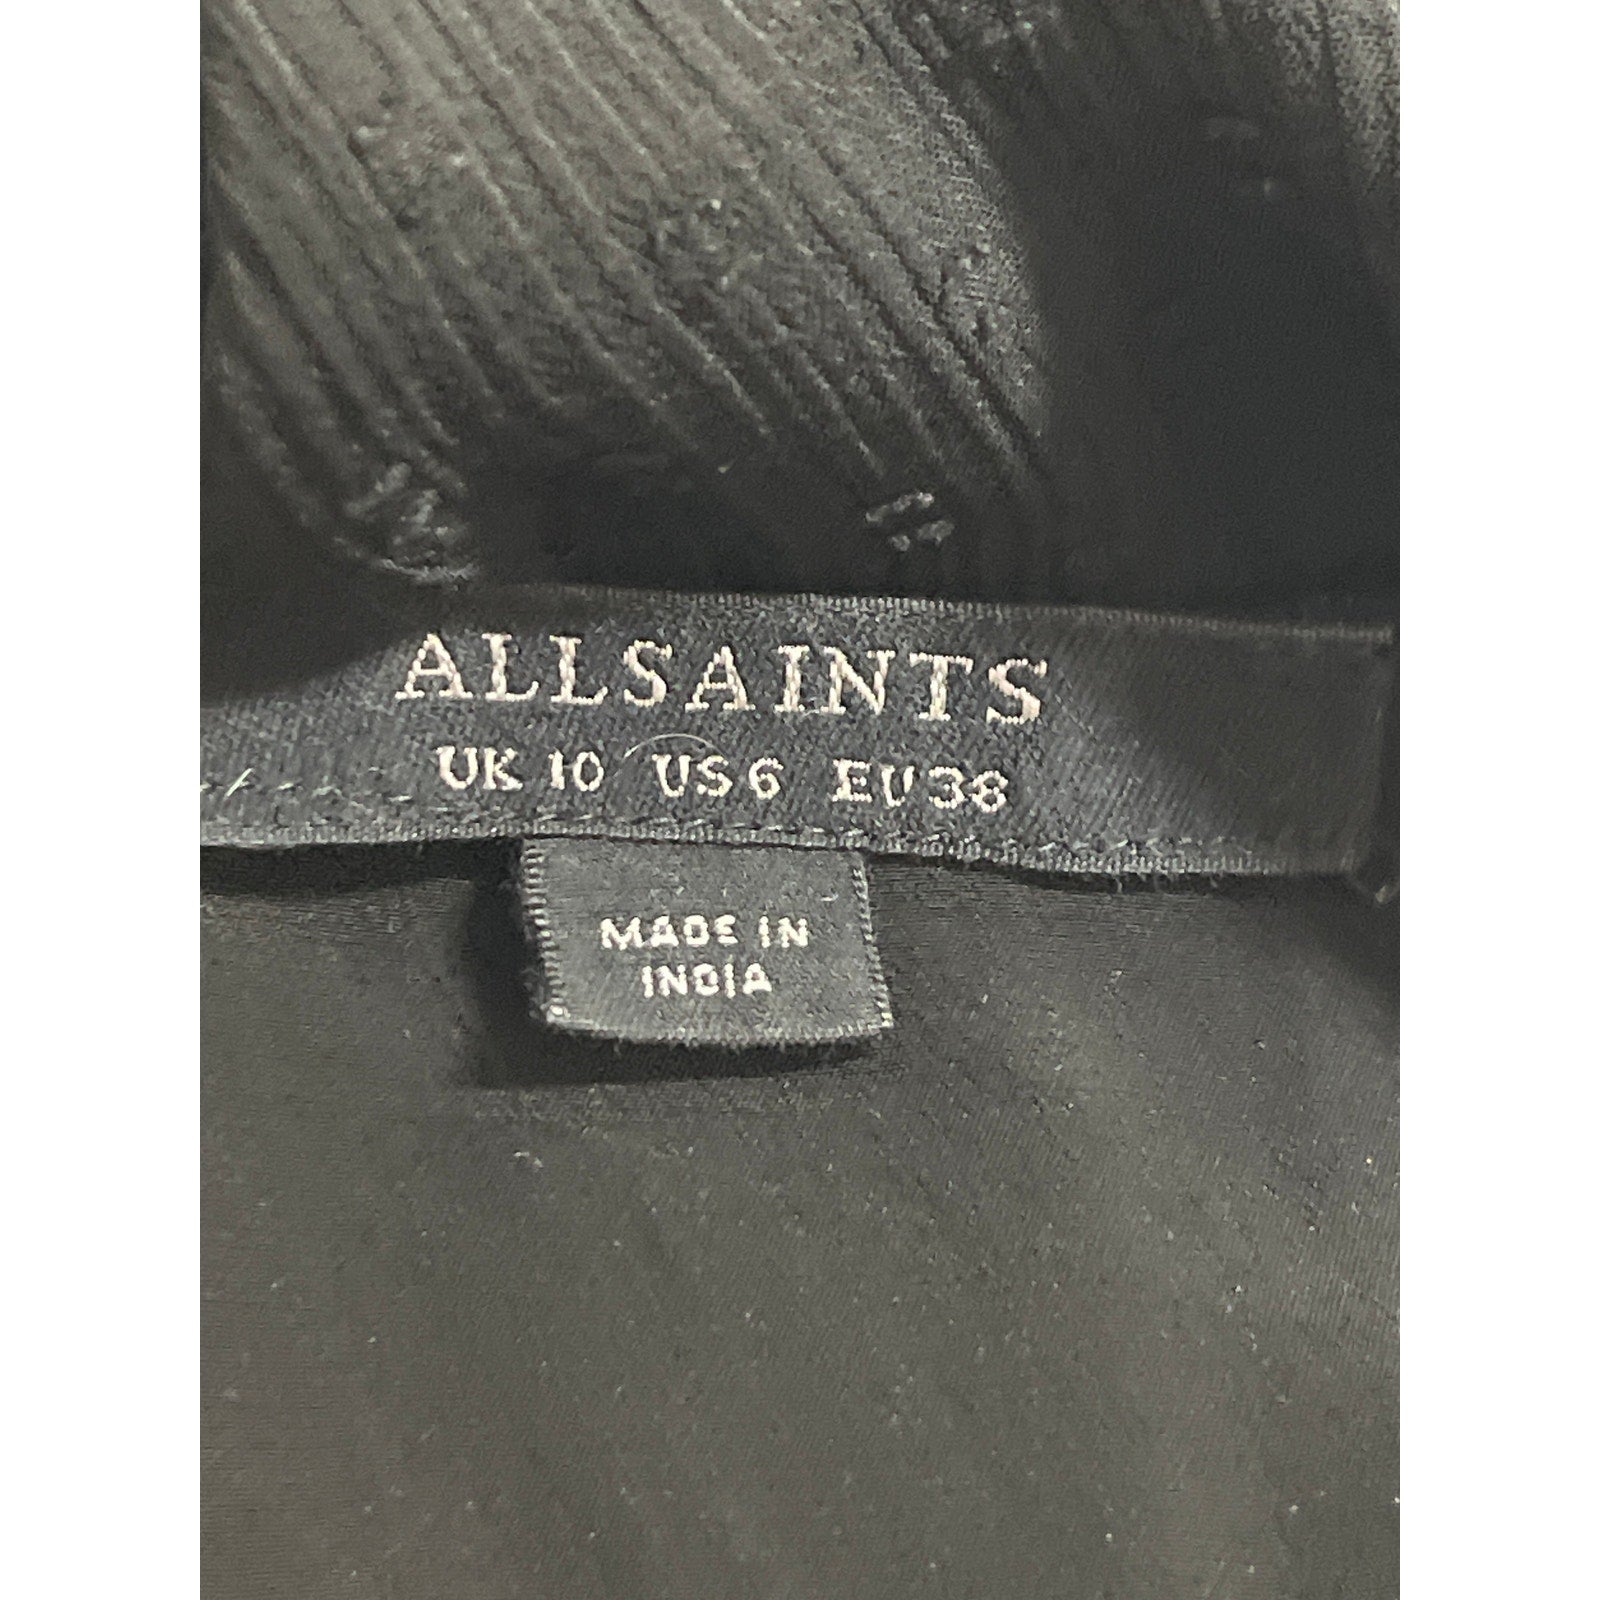 ALLSAINTS
UK 10 US 6 EU 38
MADE IN
INDIA